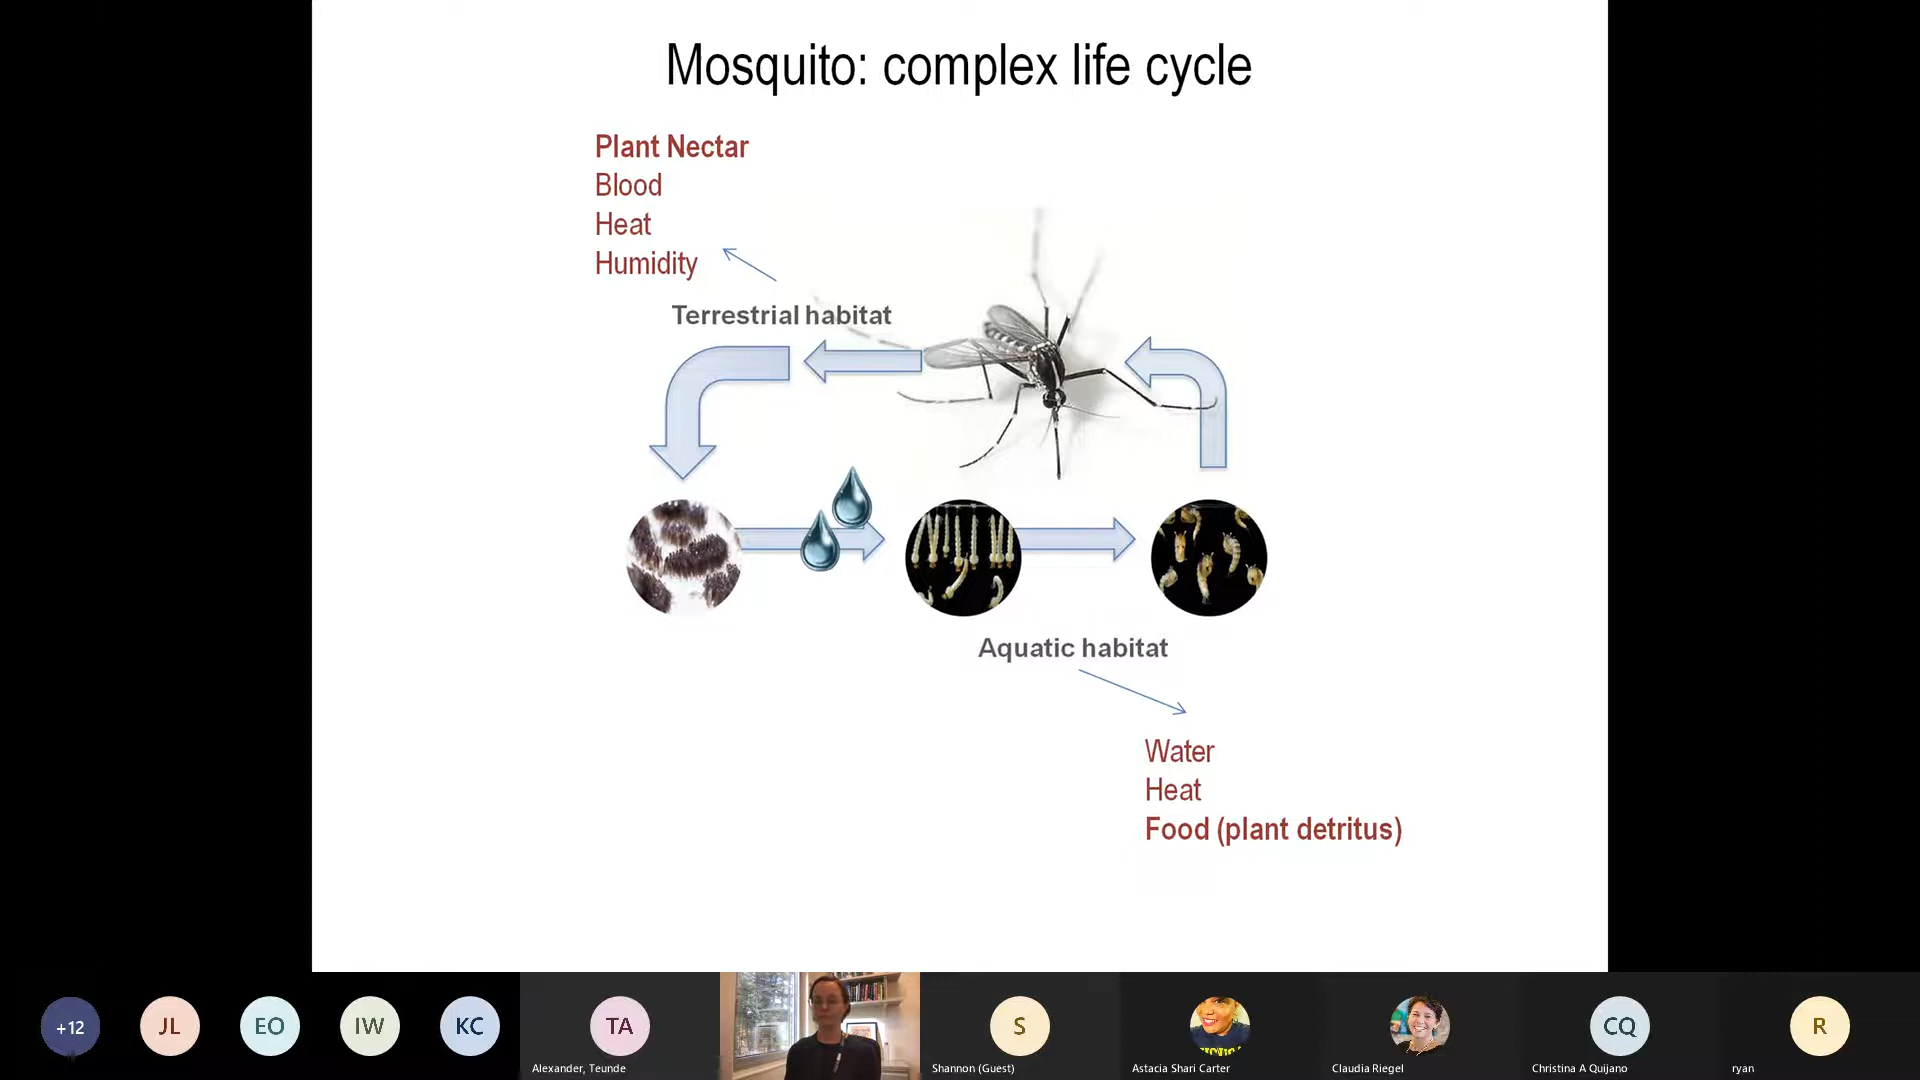 Mosquito: complex life cycle
Plant Nectar
Blood
Heat
Humidity
Terrestrial habitat
Aquatic habitat
Water
Heat
Food (plant detritus)
+12
JL
EO
IW
KC
TA
S
CQ
R
Alexander, Teunde
Shannon (Guest)
Astacia Shari Carter
Claudia Riegel
Christina A Quijano
ryan